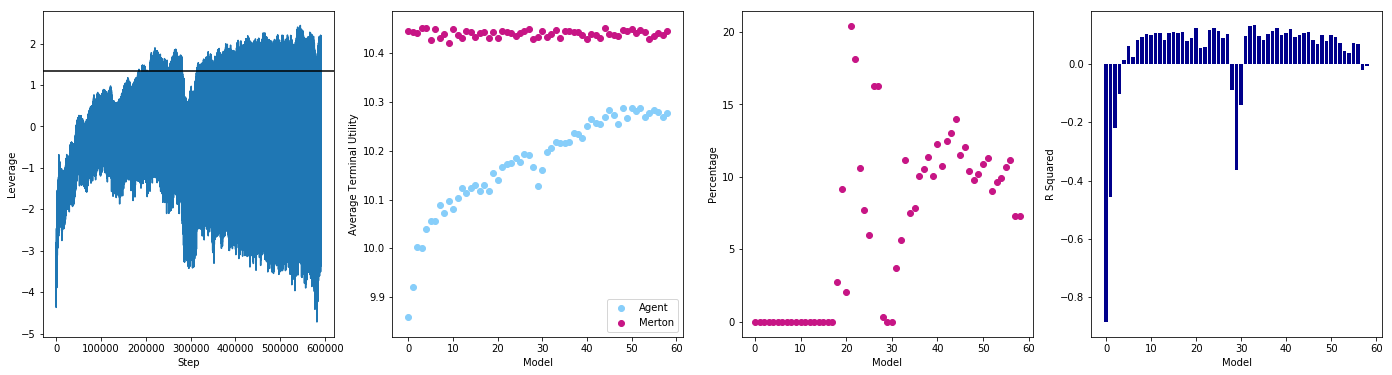 Leverage
2
1
0
−1
−2
−3
−4
−5
0 100000 200000 300000 400000 500000 600000
Step
Average Terminal Utility
10.4
10.3
10.2
10.1
10.0
9.9
Agent
Merton
0 10 20 30 40 50 60
Model
Percentage
20
15
10
5
0
0 10 20 30 40 50 60
Model
R Squared
0.0
−0.2
−0.4
−0.6
−0.8
0 10 20 30 40 50 60
Model